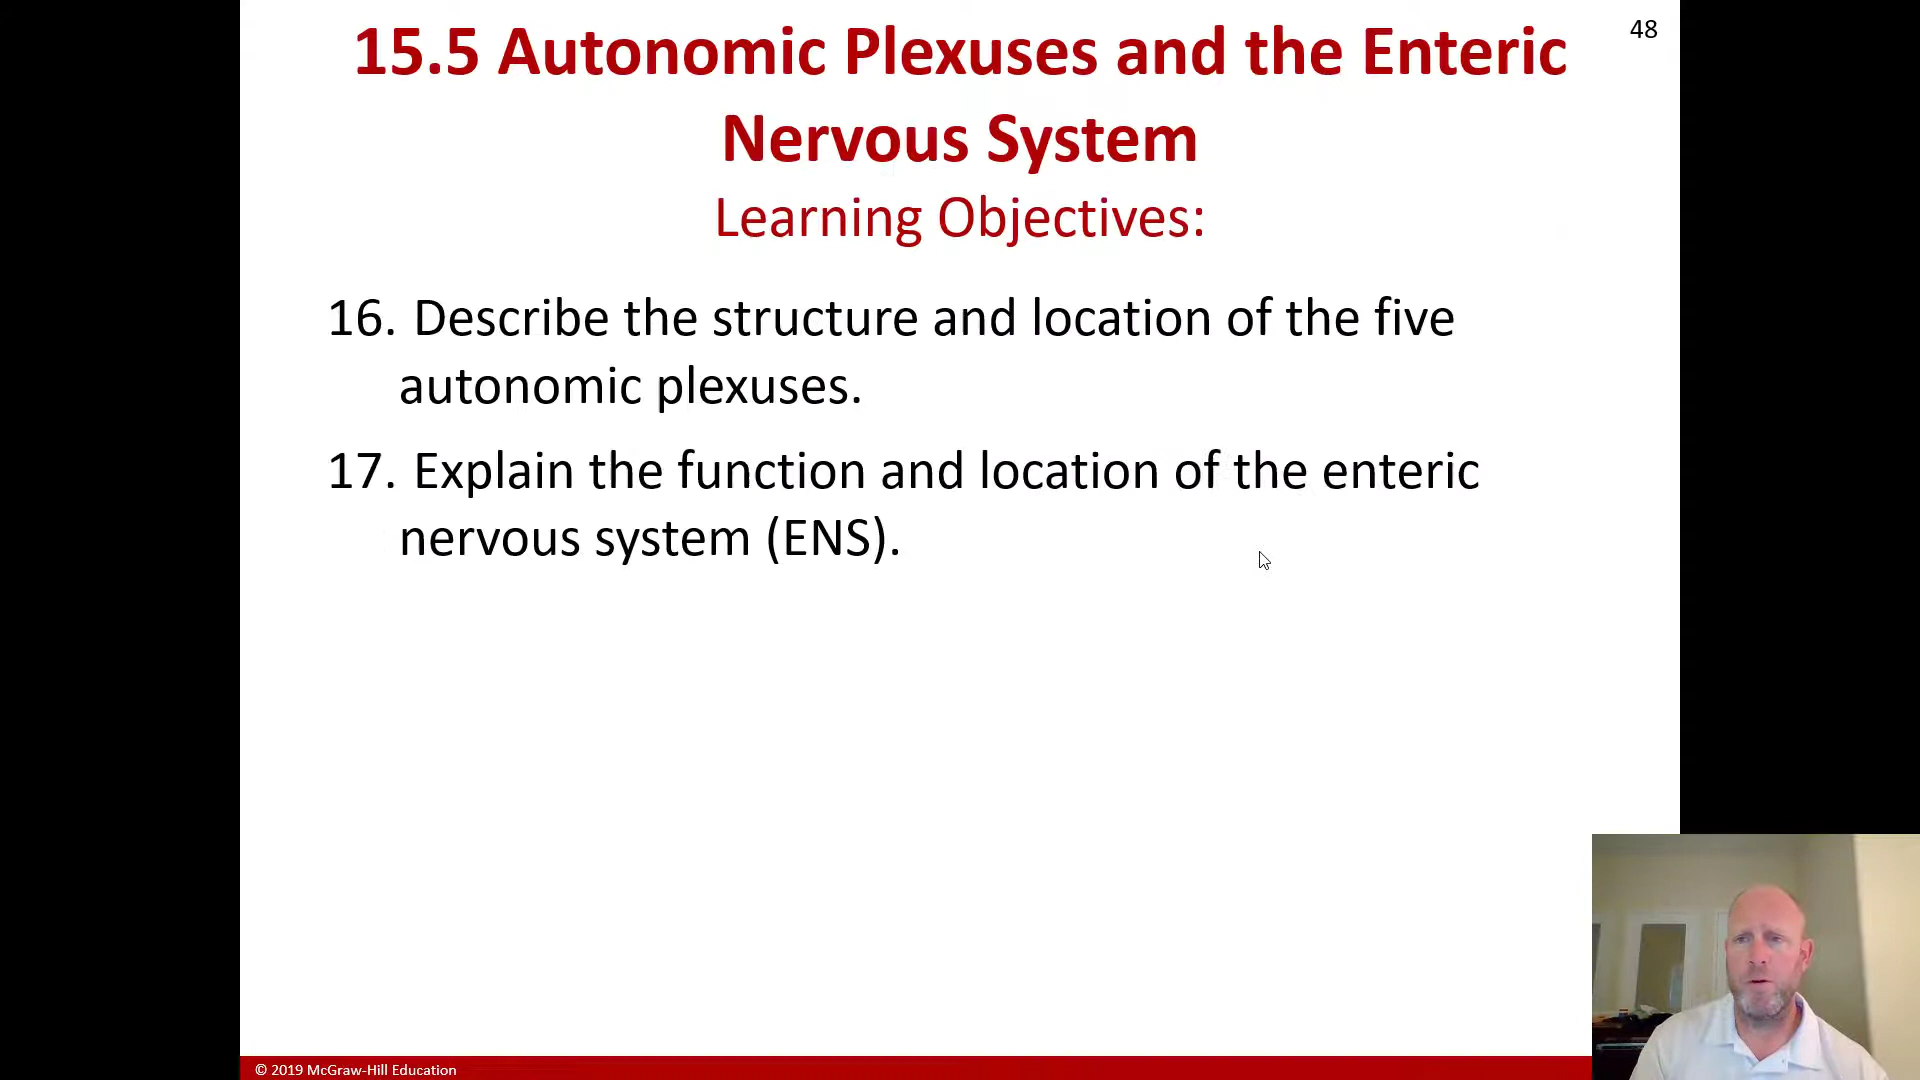 48
15.5 Autonomic Plexuses and the Enteric
Nervous System
Learning Objectives:
16. Describe the structure and location of the five
autonomic plexuses.
17. Explain the function and location of the enteric
nervous system (ENS).
© 2019 McGraw-Hill Education